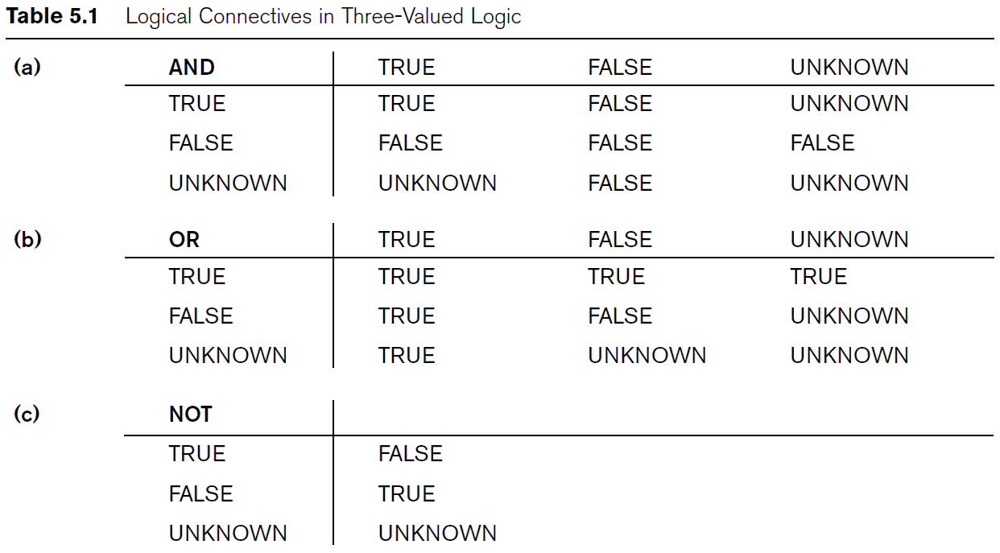 Table 5.1 Logical Connectives in Three-Valued Logic
(a) AND TRUE FALSE UNKNOWN
TRUE TRUE FALSE UNKNOWN
FALSE FALSE FALSE FALSE
UNKNOWN UNKNOWN FALSE UNKNOWN
(b) OR TRUE FALSE UNKNOWN
TRUE TRUE TRUE TRUE
FALSE TRUE FALSE UNKNOWN
UNKNOWN TRUE UNKNOWN UNKNOWN
(c) NOT
TRUE FALSE
FALSE TRUE
UNKNOWN UNKNOWN